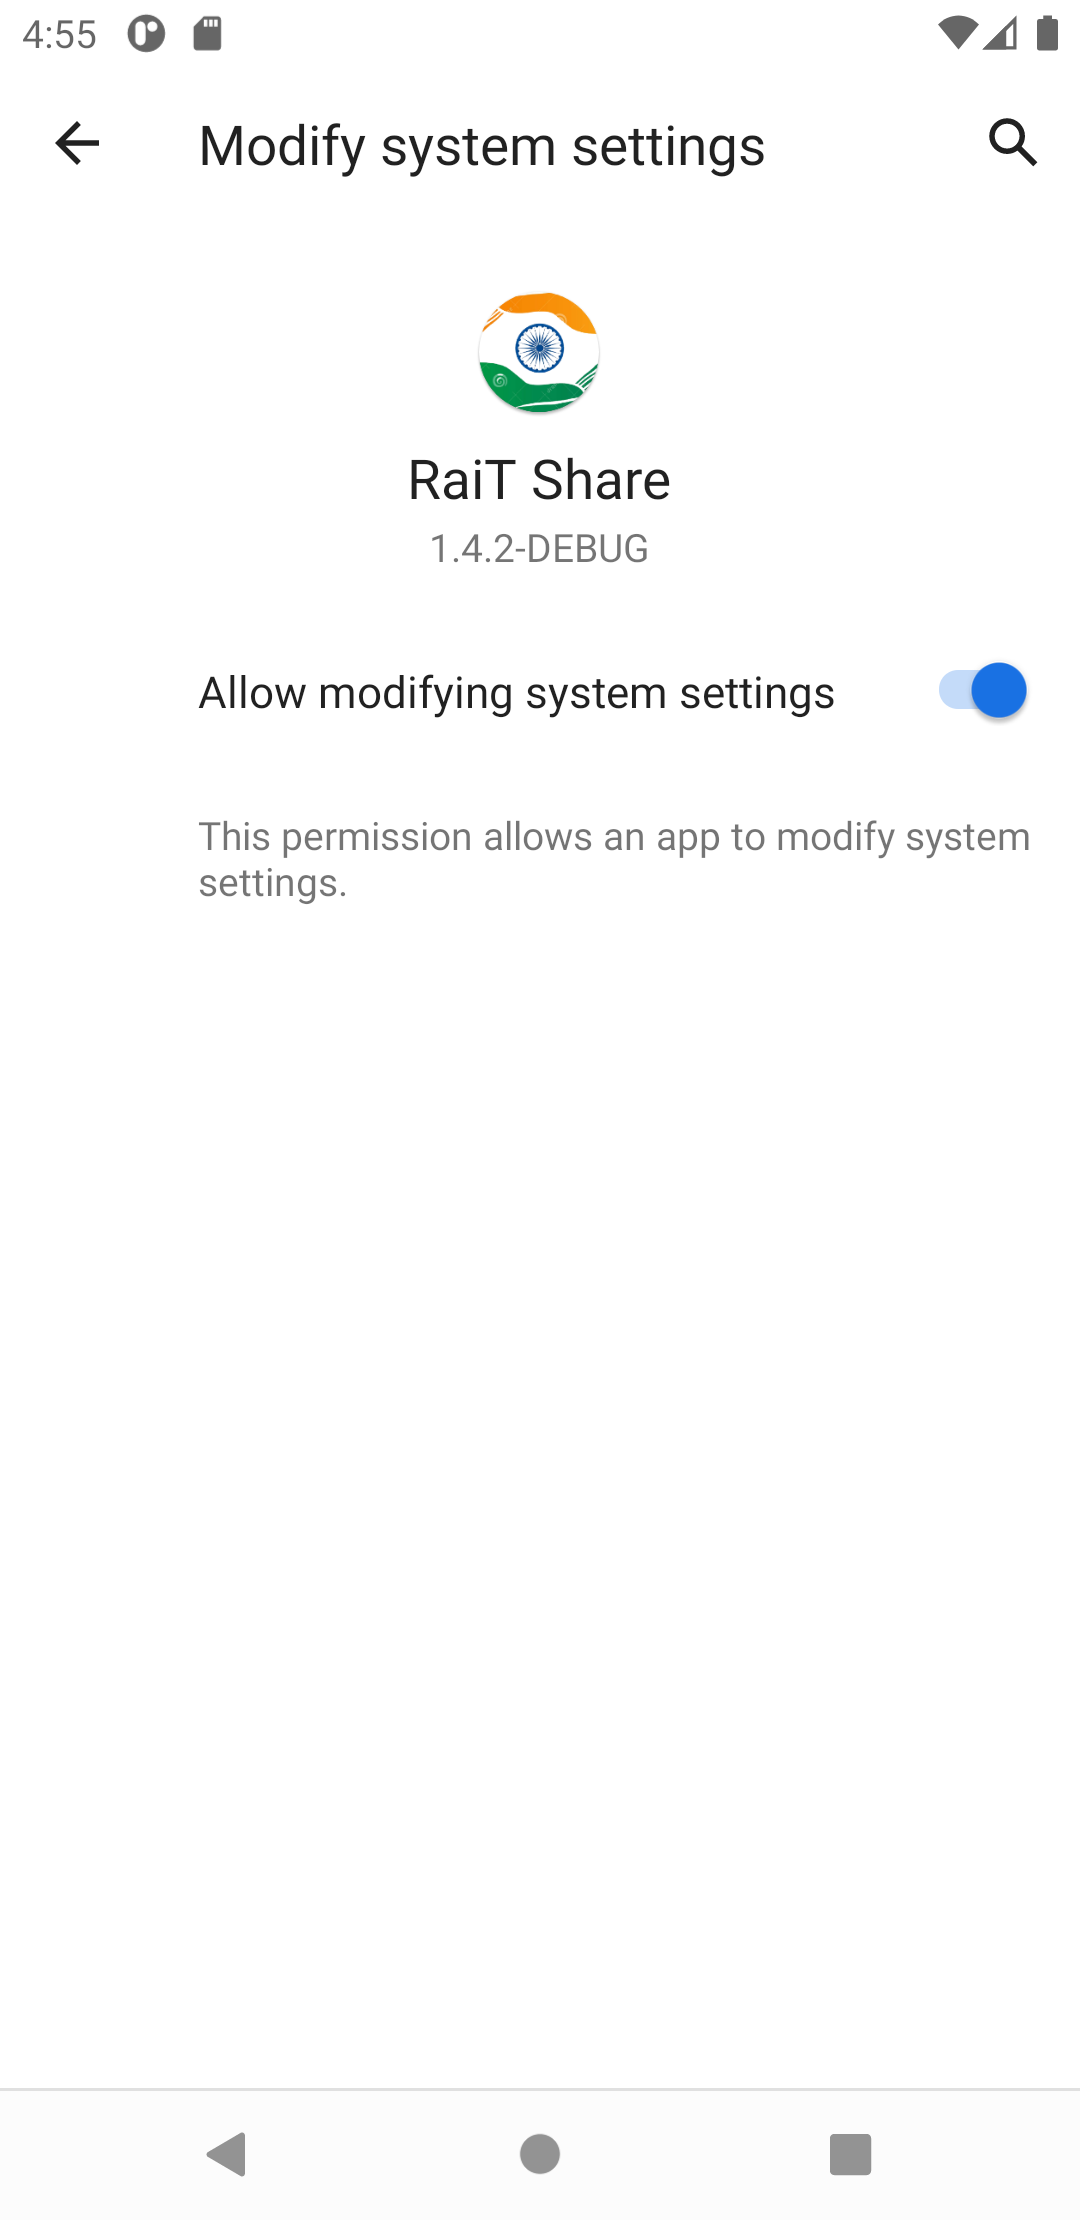 4:55
Modify system settings
RaiT Share
1.4.2-DEBUG
Allow modifying system settings
This permission allows an app to modify system
settings.